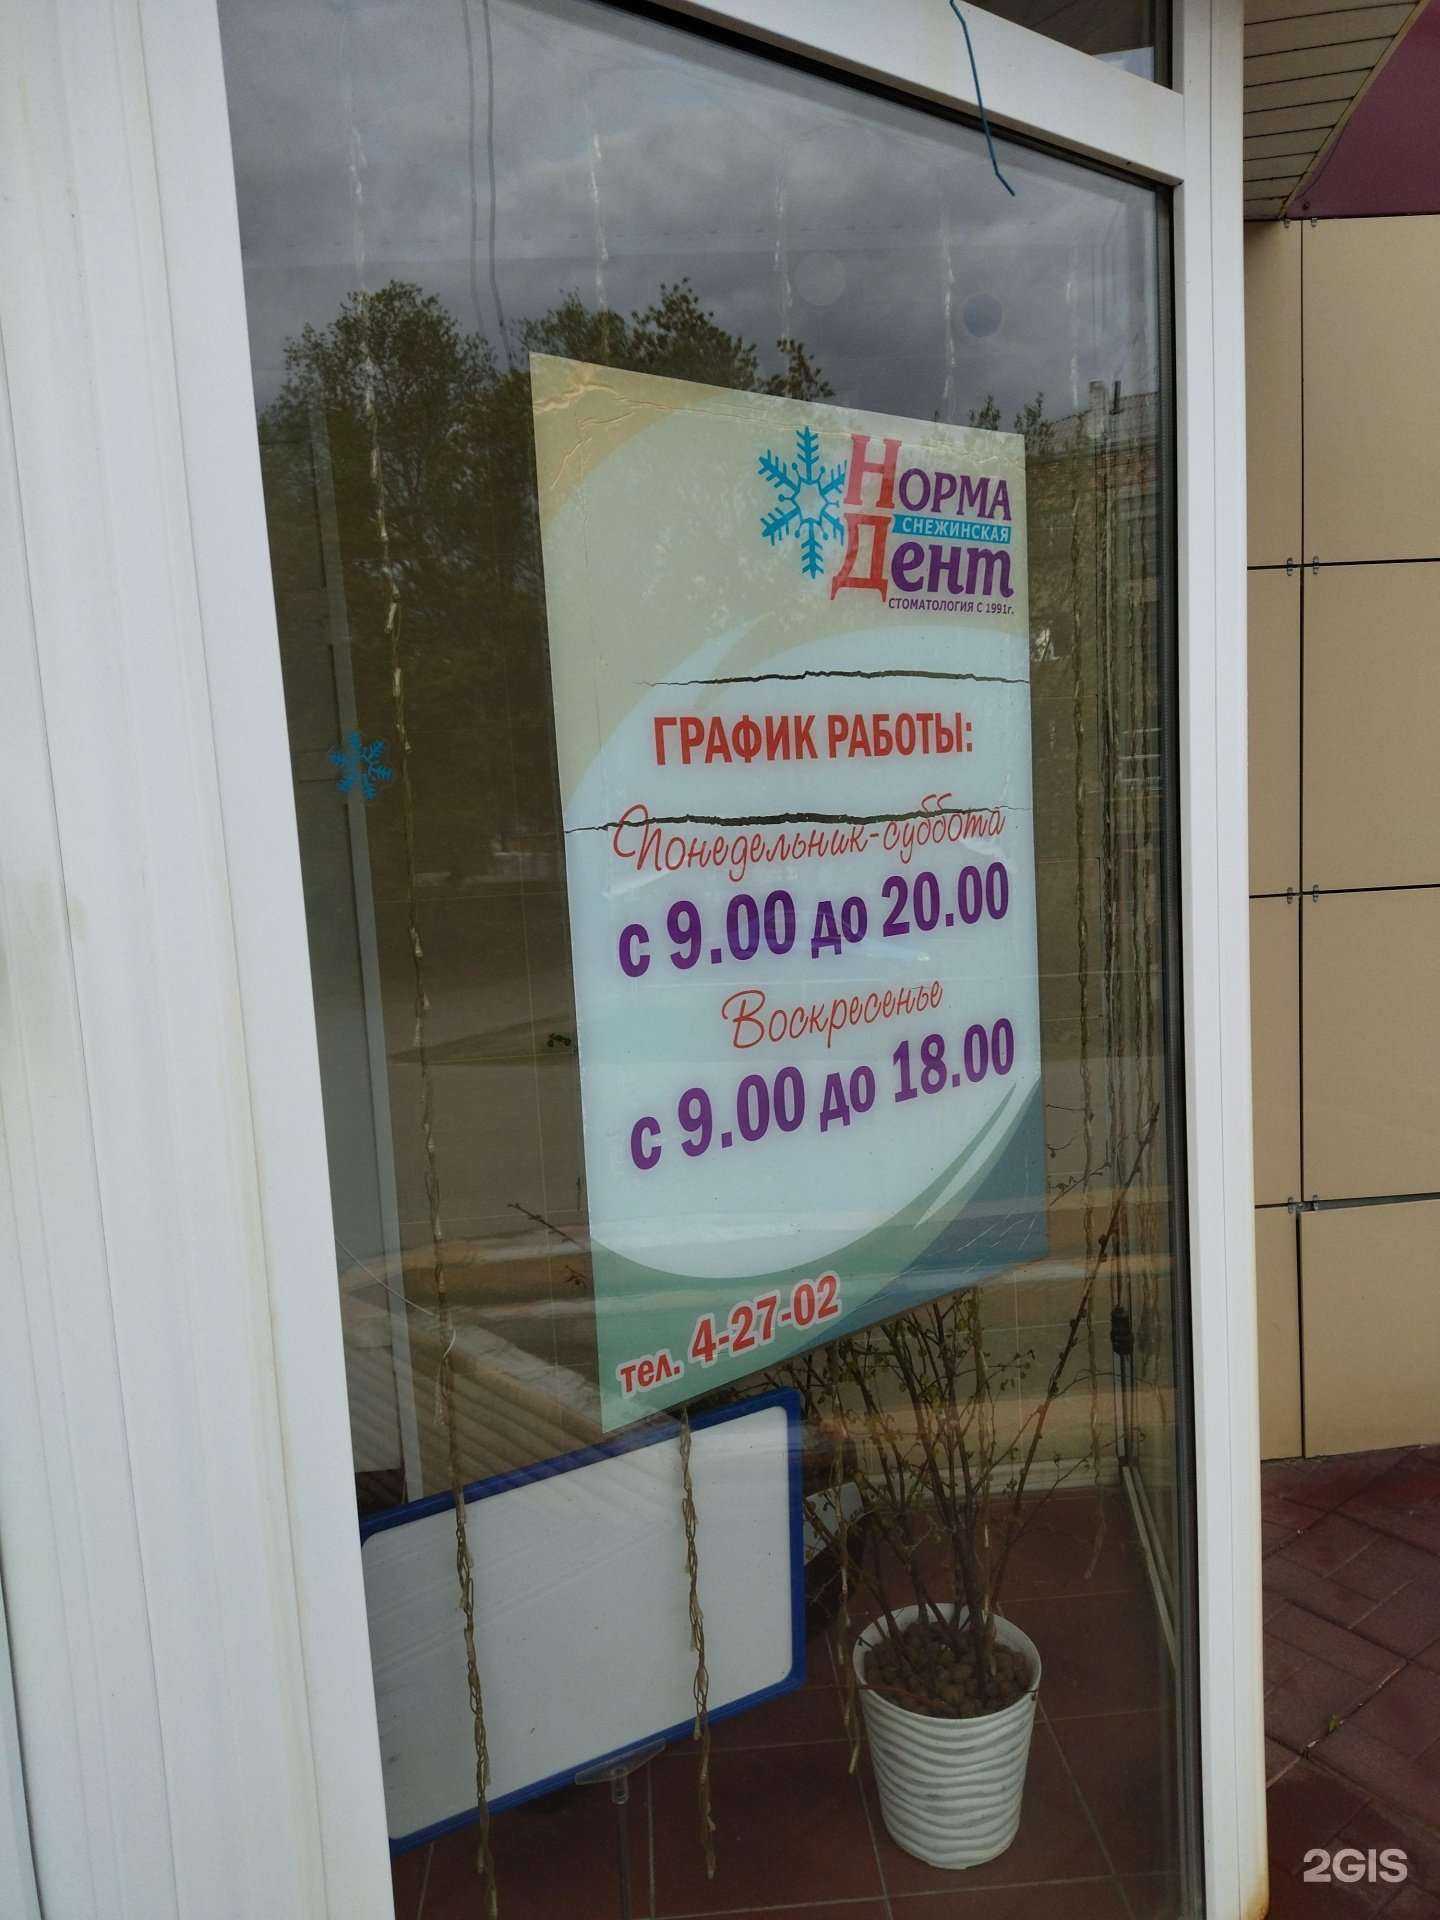 Норма
СНЕЖИНСКАЯ
Дент
СТОМАТОЛОГИЯ С 1991г.
ГРАФИК РАБОТЫ:
Понедельник-суббота
с 9.00 до 20.00
Воскресенье
с 9.00 до 18.00
тел. 4-27-02
2GIS